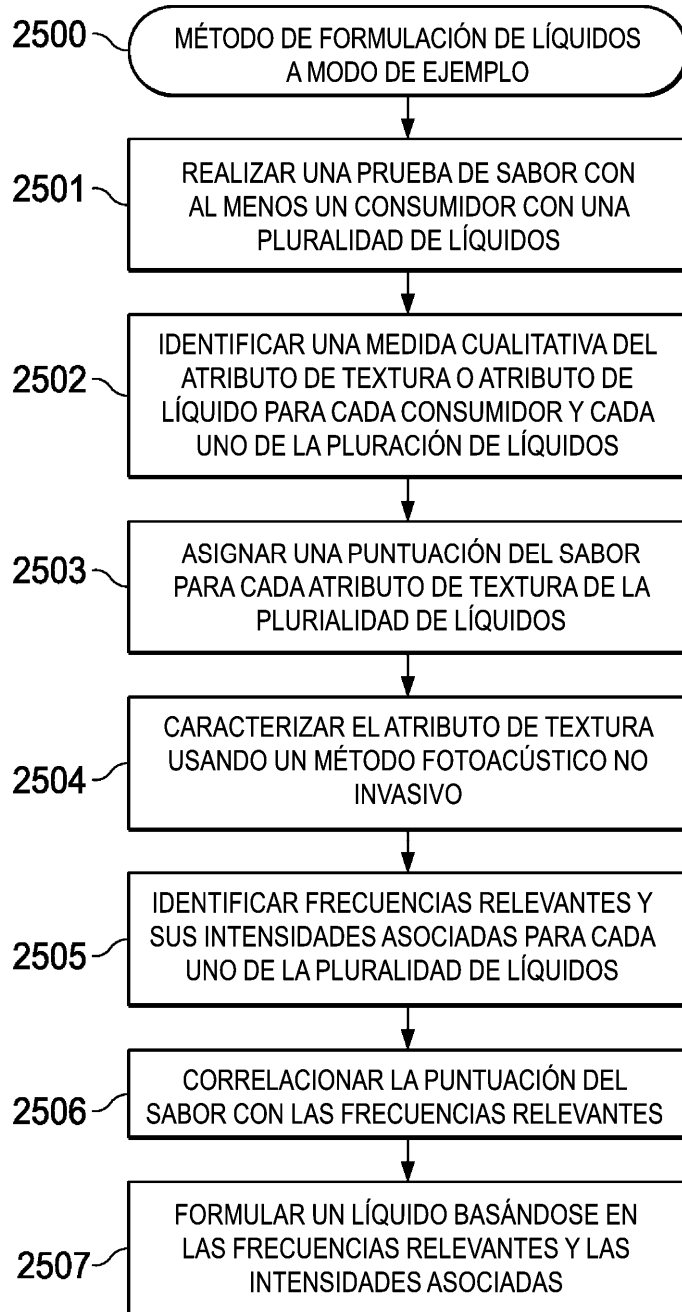 2500
MÉTODO DE FORMULACIÓN DE LÍQUIDOS
A MODO DE EJEMPLO
2501
REALIZAR UNA PRUEBA DE SABOR CON
AL MENOS UN CONSUMIDOR CON UNA
PLURALIDAD DE LÍQUIDOS
2502
IDENTIFICAR UNA MEDIDA CUALITATIVA DEL
ATRIBUTO DE TEXTURA O ATRIBUTO DE
LÍQUIDO PARA CADA CONSUMIDOR Y CADA
UNO DE LA PLURACIÓN DE LÍQUIDOS
2503
ASIGNAR UNA PUNTUACIÓN DEL SABOR
PARA CADA ATRIBUTO DE TEXTURA DE LA
PLURIALIDAD DE LÍQUIDOS
2504
CARACTERIZAR EL ATRIBUTO DE TEXTURA
USANDO UN MÉTODO FOTOACÚSTICO NO
INVASIVO
2505
IDENTIFICAR FRECUENCIAS RELEVANTES Y
SUS INTENSIDADES ASOCIADAS PARA CADA
UNO DE LA PLURALIDAD DE LÍQUIDOS
2506
CORRELACIONAR LA PUNTUACIÓN DEL
SABOR CON LAS FRECUENCIAS RELEVANTES
2507
FORMULAR UN LÍQUIDO BASÁNDOSE EN
LAS FRECUENCIAS RELEVANTES Y LAS
INTENSIDADES ASOCIADAS